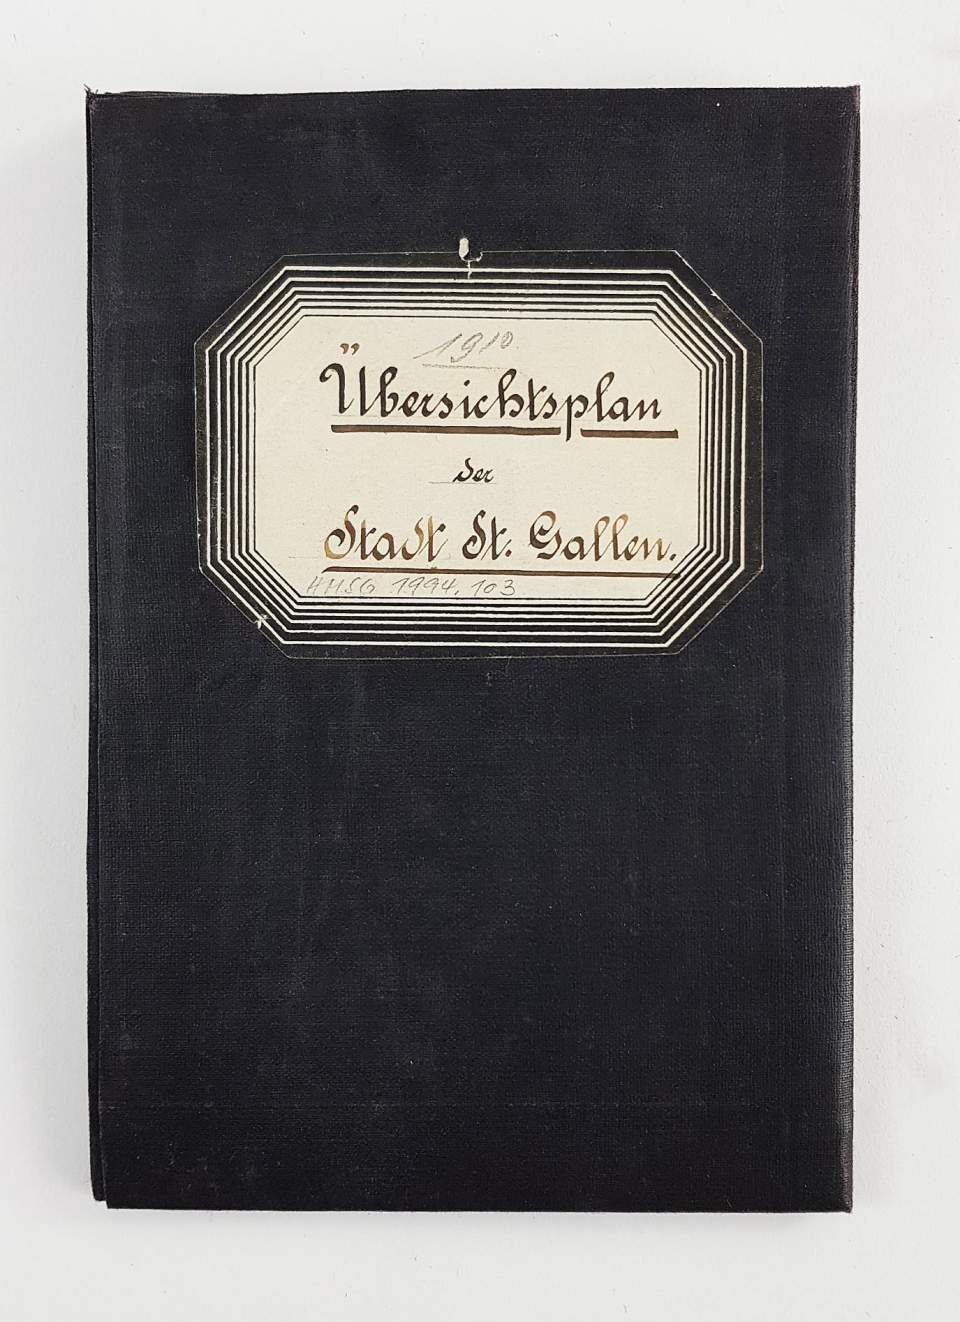 1910
Übersichtsplan
der
Stadt St. Gallen.
HMSG 1994.103